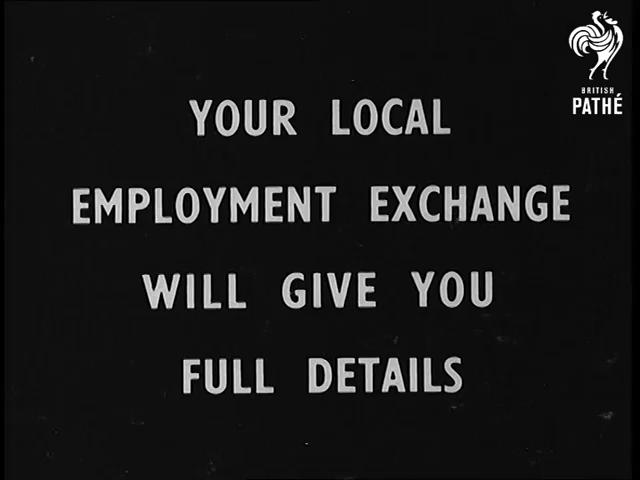 BRITISH
PATHÉ
YOUR LOCAL
EMPLOYMENT EXCHANGE
WILL GIVE YOU
FULL DETAILS